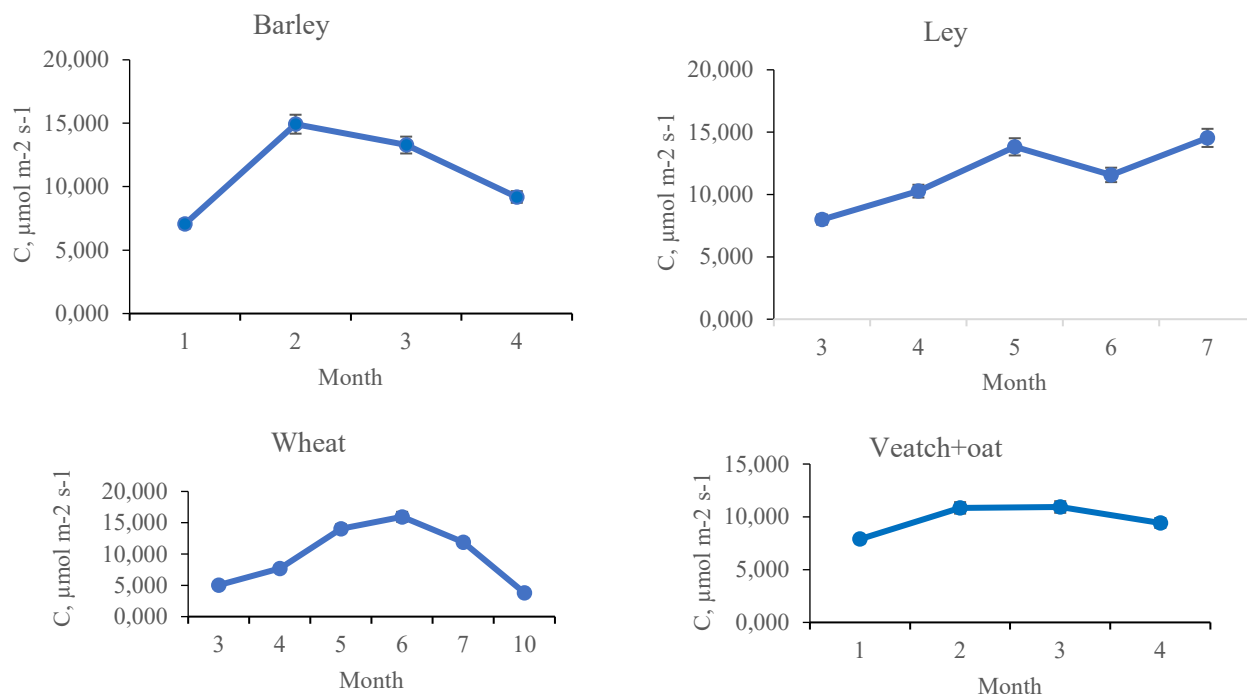 Barley
C, µmol m-2 s-1
20,000
15,000
10,000
5,000
0,000
1 2 3 4
Month
Ley
C, µmol m-2 s-1
20,000
15,000
10,000
5,000
0,000
3 4 5 6 7
Month
Wheat
C, µmol m-2 s-1
20,000
15,000
10,000
5,000
0,000
3 4 5 6 7 10
Month
Veatch+oat
C, µmol m-2 s-1
15,000
10,000
5,000
0,000
1 2 3 4
Month